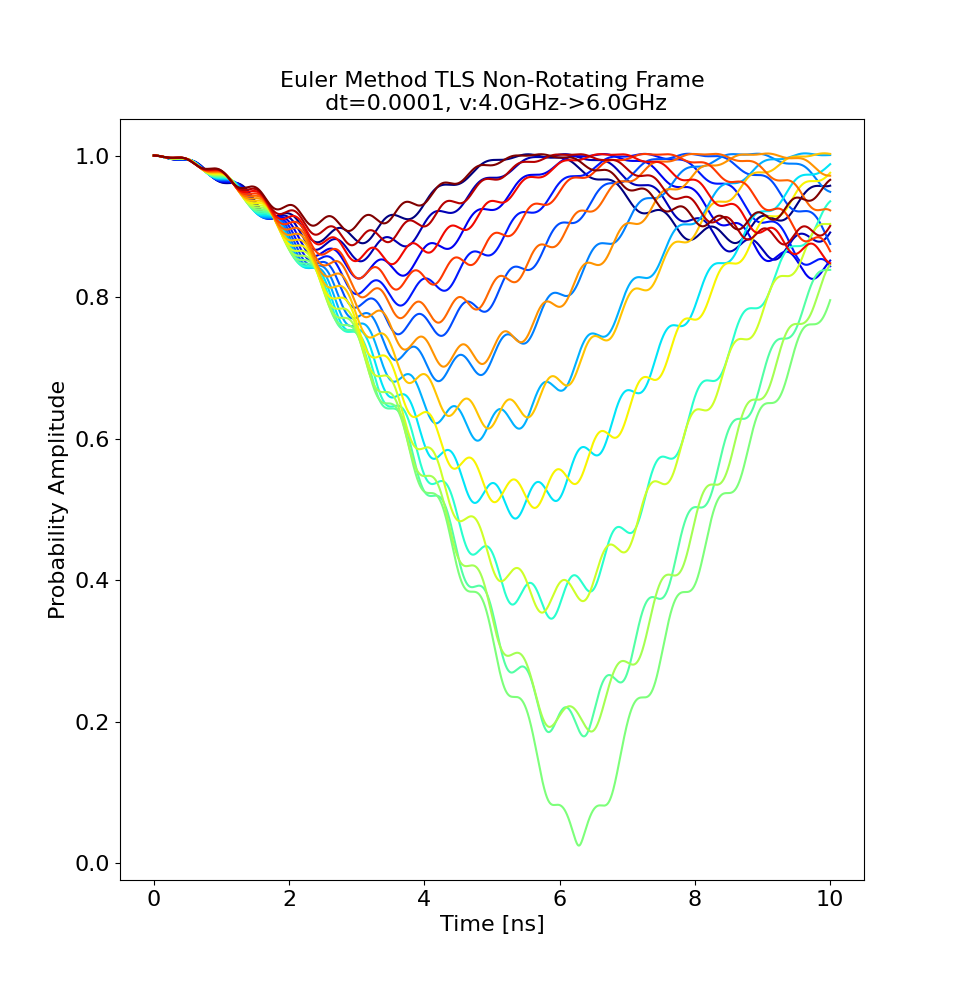 Euler Method TLS Non-Rotating Frame
dt=0.0001, v:4.0GHz->6.0GHz
Probability Amplitude
1.0
0.8
0.6
0.4
0.2
0.0
0 2 4 6 8 10
Time [ns]